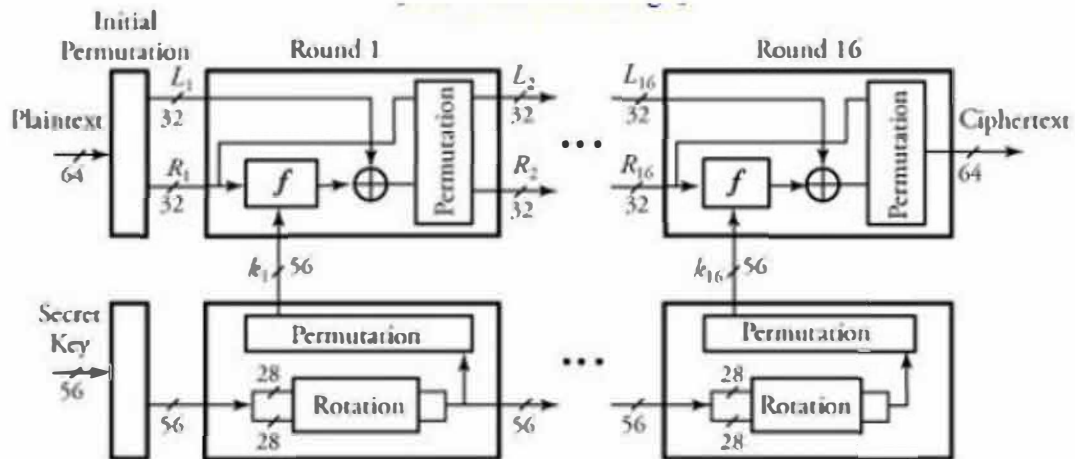 Initial
Permutation
Round 1
Round 16
Plaintext
64
L₁
32
R₁
32
f
Permutation
L₂
32
R₂
32
...
L₁₆
32
R₁₆
32
f
Permutation
Ciphertext
64
k₁
56
k₁₆
56
Secret
Key
56
56
Permutation
28
28
Rotation
56
...
56
Permutation
28
28
Rotation